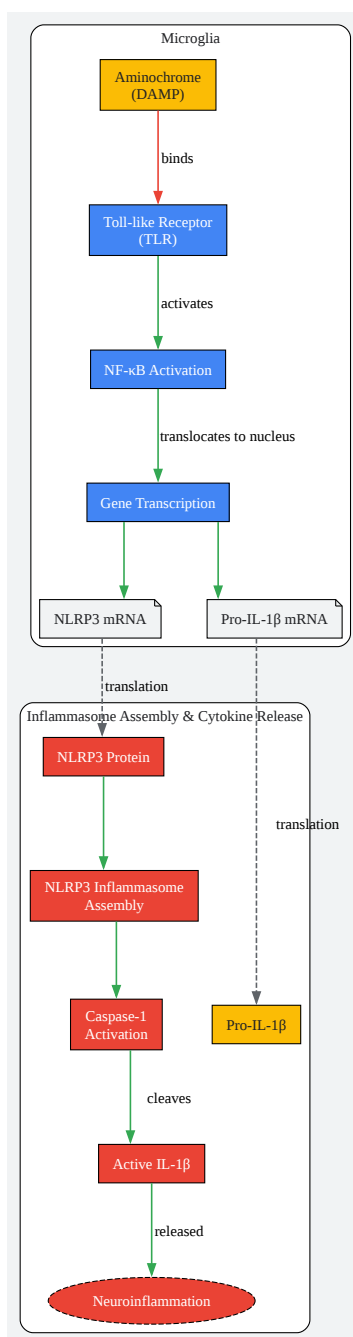 Microglia
Aminochrome
(DAMP)
binds
Toll-like Receptor
(TLR)
activates
NF-κB Activation
translocates to nucleus
Gene Transcription
NLRP3 mRNA
Pro-IL-1β mRNA
translation
Inflammasome Assembly & Cytokine Release
NLRP3 Protein
translation
NLRP3 Inflammasome
Assembly
Caspase-1
Activation
Pro-IL-1β
cleaves
Active IL-1β
released
Neuroinflammation